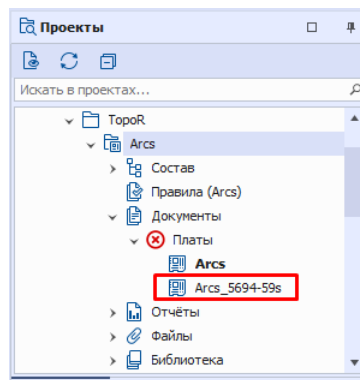 Проекты
Искать в проектах...
TopoR
Arcs
Состав
Правила (Arcs)
Документы
Платы
Arcs
Arcs_5694-59s
Отчёты
Файлы
Библиотека